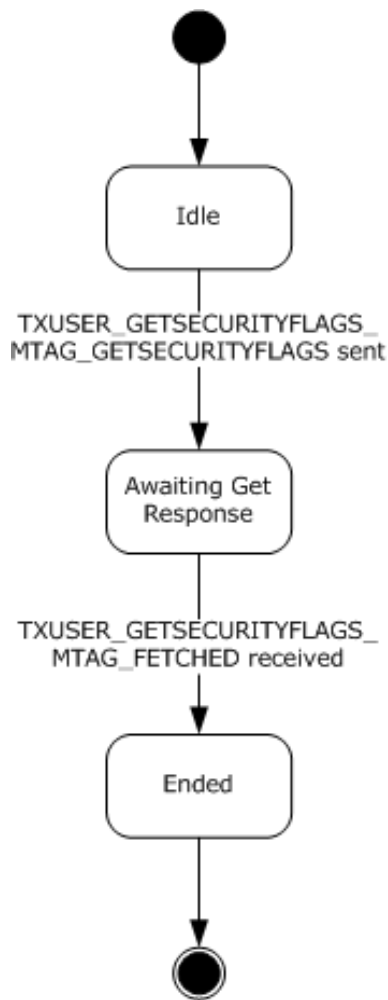 Idle
TXUSER_GETSECURITYFLAGS_
MTAG_GETSECURITYFLAGS sent
Awaiting Get
Response
TXUSER_GETSECURITYFLAGS_
MTAG_FETCHED received
Ended